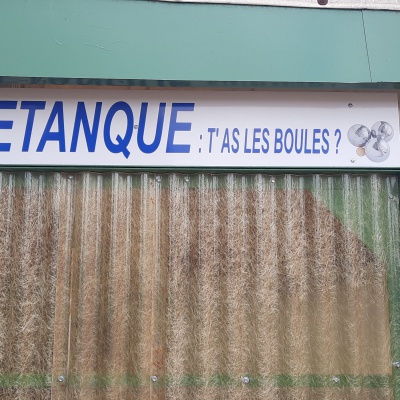 ETANQUE : T'AS LES BOULES ?